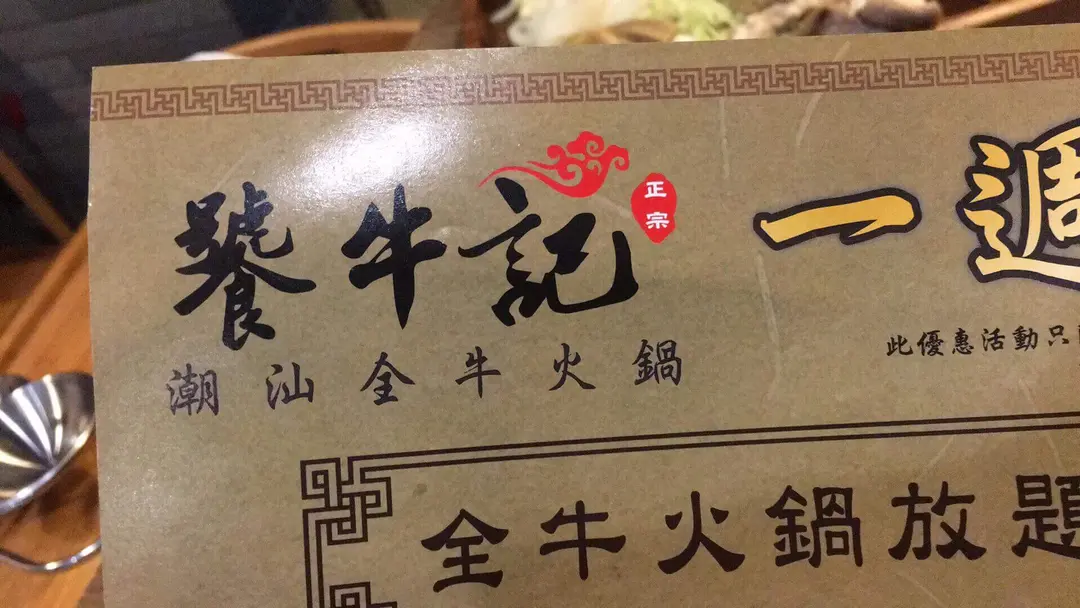 饕牛記
正宗
潮汕全牛火鍋
一週
此優惠活動只
全牛火鍋放題